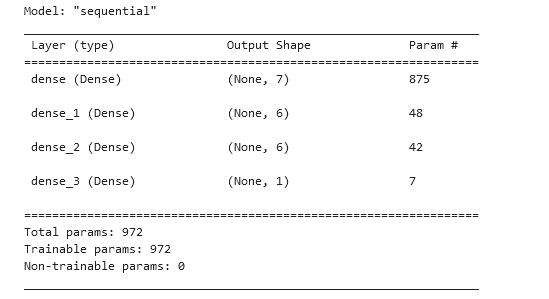 Model: "sequential"
Layer (type) Output Shape Param #
dense (Dense) (None, 7) 875
dense_1 (Dense) (None, 6) 48
dense_2 (Dense) (None, 6) 42
dense_3 (Dense) (None, 1) 7
Total params: 972
Trainable params: 972
Non-trainable params: 0